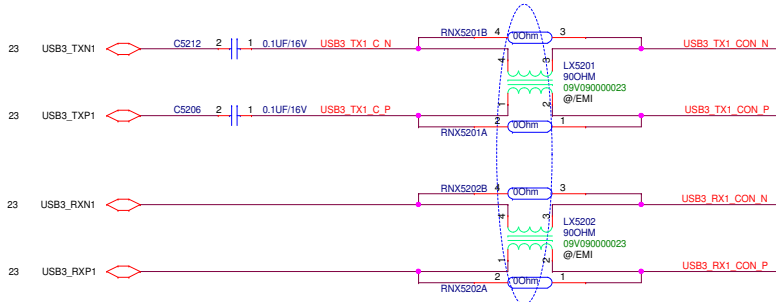 RNX5201B 4 0Ohm 3
23 USB3_TXN1 C5212 2 1 0.1UF/16V USB3_TX1_C_N USB3_TX1_CON_N
4 3
LX5201
90OHM
09V090000023
@/EMI
1 2
23 USB3_TXP1 C5206 2 1 0.1UF/16V USB3_TX1_C_P USB3_TX1_CON_P
2 0Ohm 1
RNX5201A
RNX5202B 4 0Ohm 3
23 USB3_RXN1 USB3_RX1_CON_N
4 3
LX5202
90OHM
09V090000023
@/EMI
1 2
23 USB3_RXP1 USB3_RX1_CON_P
2 0Ohm 1
RNX5202A